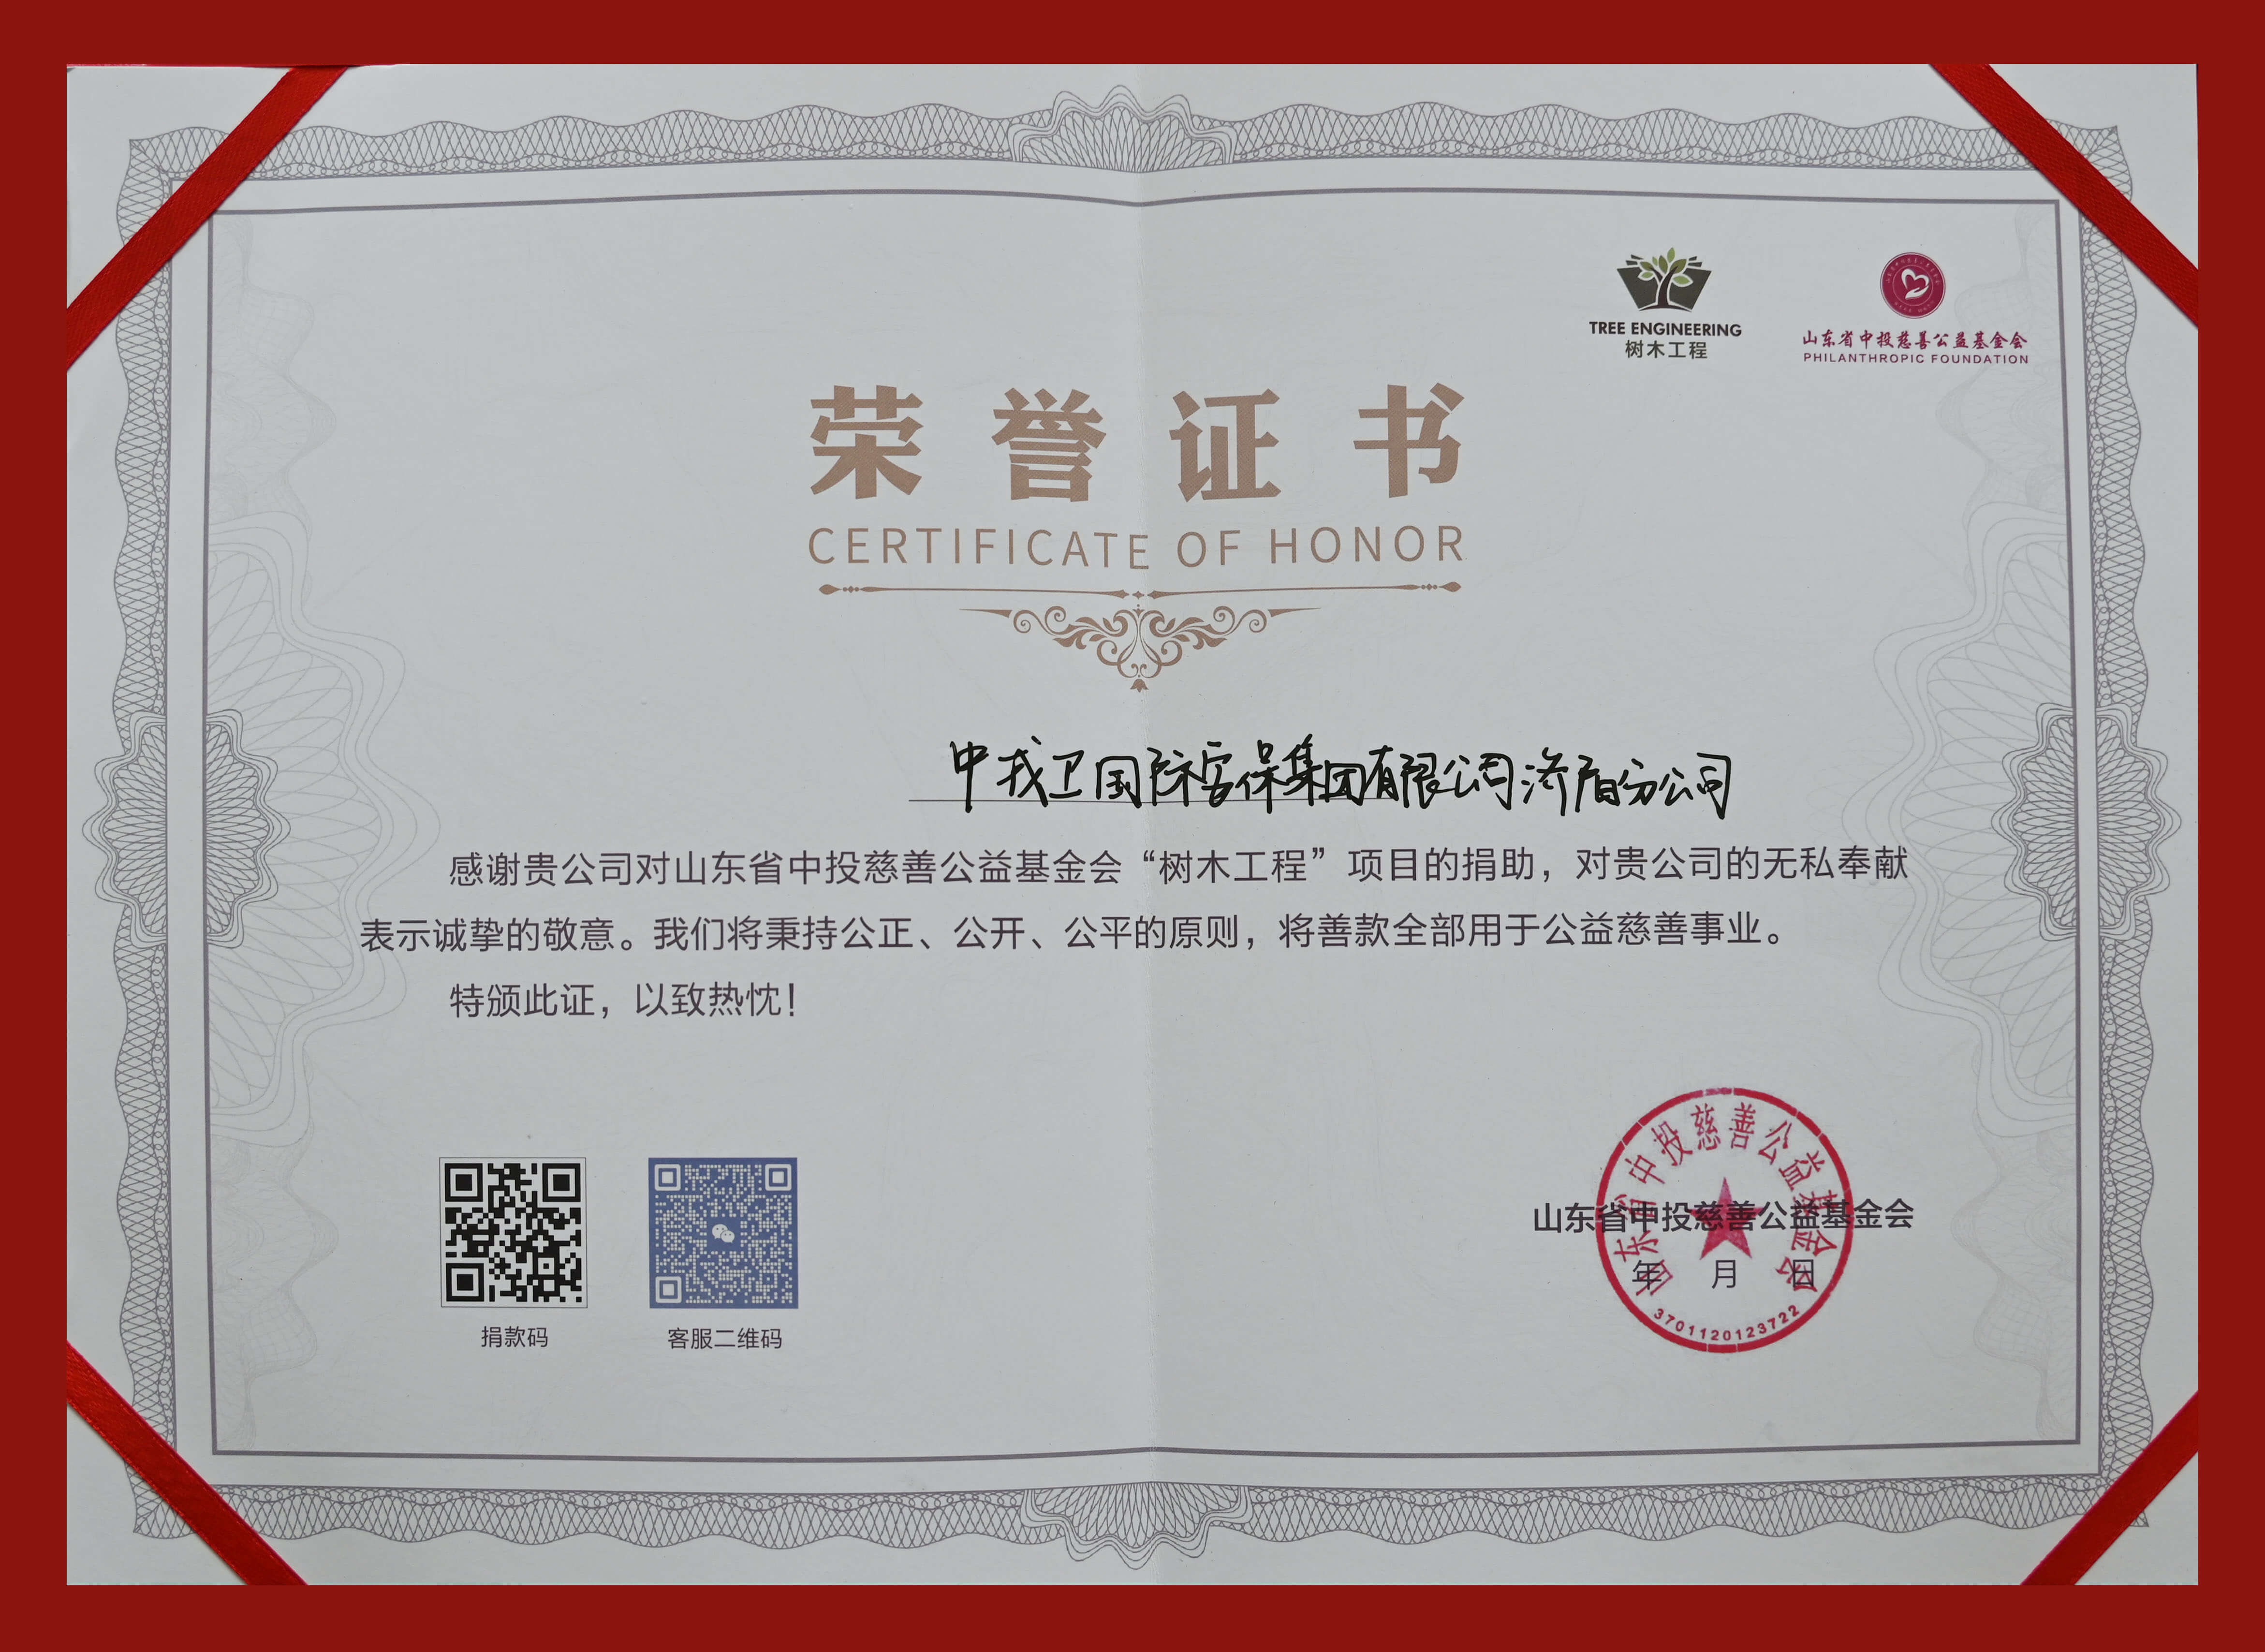 TREE ENGINEERING
树木工程
山东省中投慈善公益基金会
PHILANTHROPIC FOUNDATION
荣誉证书
CERTIFICATE OF HONOR
中戎卫国际安保集团有限公司济南分公司
感谢贵公司对山东省中投慈善公益基金会“树木工程”项目的捐助，对贵公司的无私奉献
表示诚挚的敬意。我们将秉持公正、公开、公平的原则，将善款全部用于公益慈善事业。
特颁此证，以致热忱！
捐款码
客服二维码
山东省中投慈善公益基金会
年 月 日
山东省中投慈善公益基金会
3701120123722